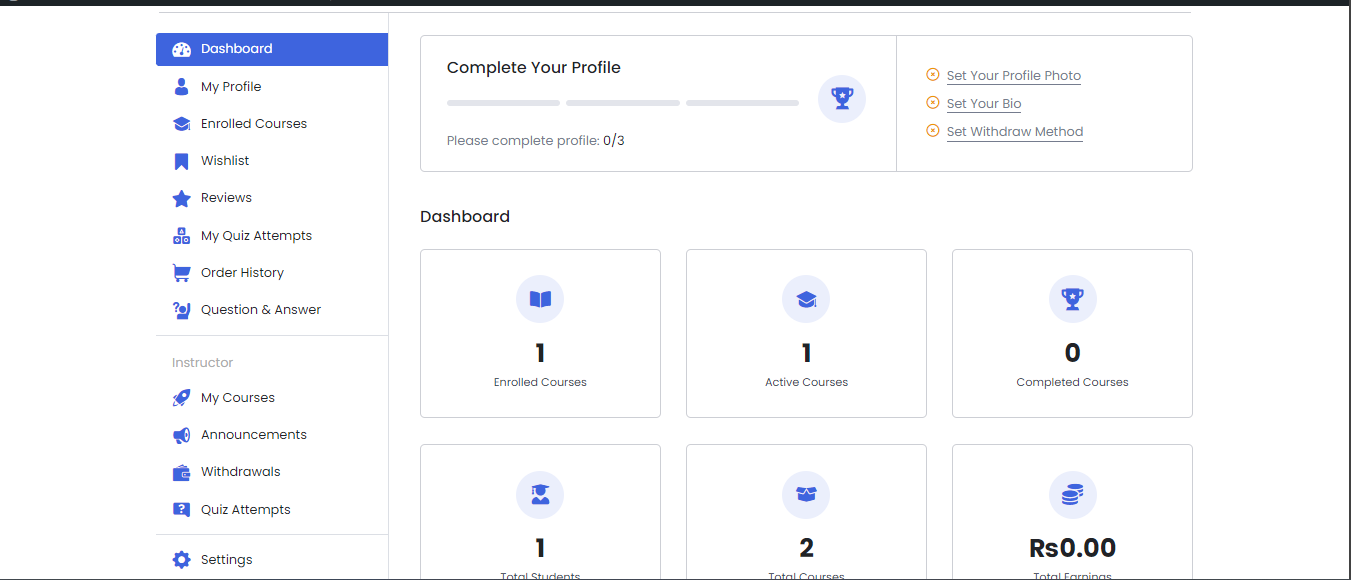 Dashboard
My Profile
Enrolled Courses
Wishlist
Reviews
My Quiz Attempts
Order History
Question & Answer
Instructor
My Courses
Announcements
Withdrawals
Quiz Attempts
Settings
Complete Your Profile
Please complete profile: 0/3
Set Your Profile Photo
Set Your Bio
Set Withdraw Method
Dashboard
1
Enrolled Courses
1
Active Courses
0
Completed Courses
1
Total Students
2
Total Courses
Rs0.00
Total Earnings